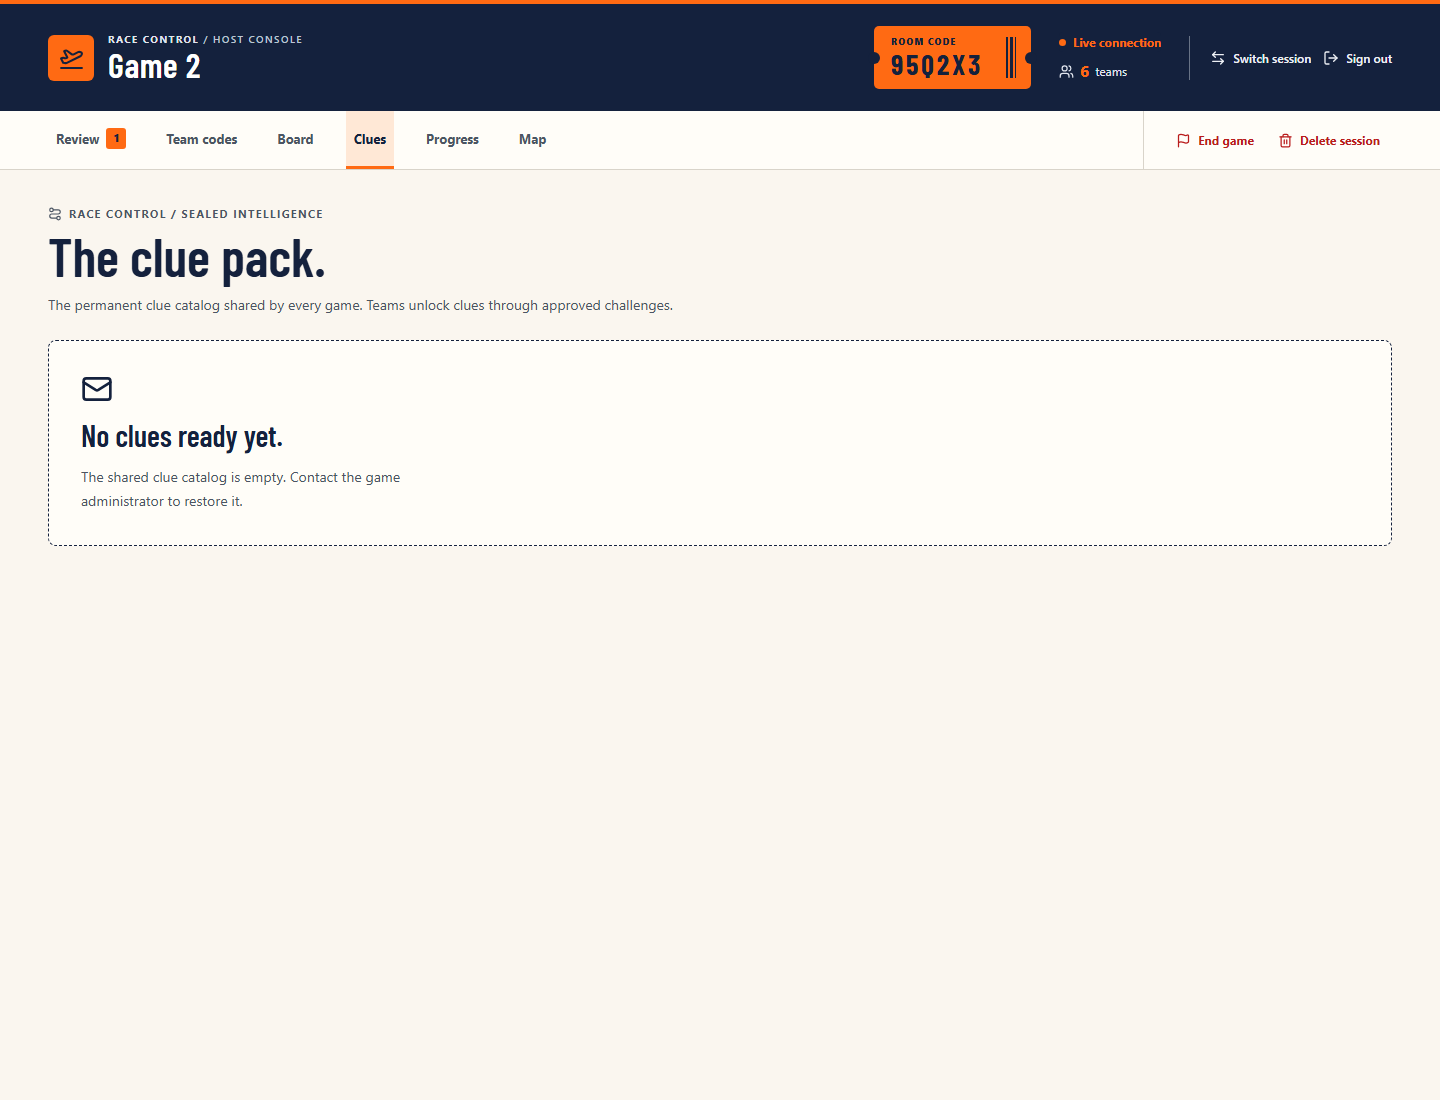 RACE CONTROL / HOST CONSOLE
Game 2
ROOM CODE
95Q2X3
Live connection
6 teams
Switch session
Sign out
Review 1
Team codes
Board
Clues
Progress
Map
End game
Delete session
RACE CONTROL / SEALED INTELLIGENCE
The clue pack.
The permanent clue catalog shared by every game. Teams unlock clues through approved challenges.
No clues ready yet.
The shared clue catalog is empty. Contact the game
administrator to restore it.